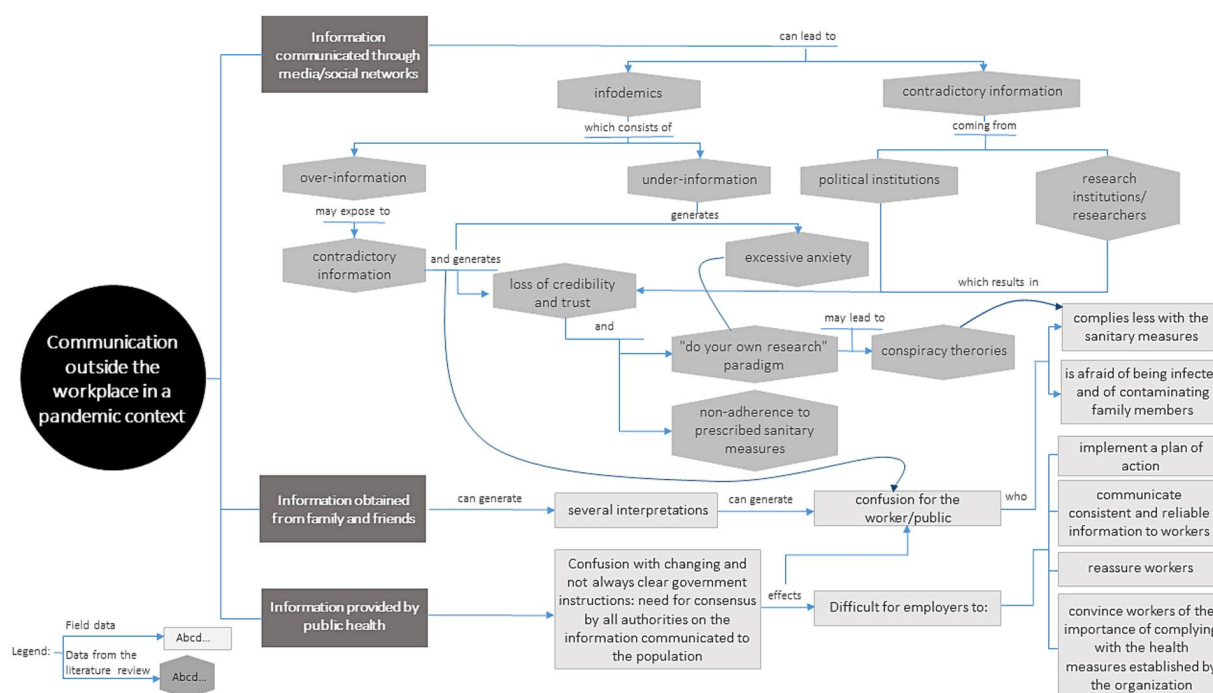 Information
communicated through
media/social networks
can lead to
infodemics
contradictory information
which consists of
coming from
over-information
under-information
political institutions
research
institutions/
researchers
may expose to
generates
contradictory
information
and generates
excessive anxiety
loss of credibility
and trust
which results in
and
"do your own research"
paradigm
may lead to
conspiracy therories
complies less with the
sanitary measures
is afraid of being infecte
and of contaminating
family members
non-adherence to
prescribed sanitary
measures
Communication
outside the
workplace in a
pandemic context
implement a plan of
action
Information obtained
from family and friends
can generate
several interpretations
can generate
confusion for the
worker/public
who
communicate
consistent and reliable
information to workers
reassure workers
Information provided by
public health
Confusion with changing and
not always clear government
instructions: need for consensus
by all authorities on the
information communicated to
the population
effects
Difficult for employers to:
convince workers of the
importance of complying
with the health
measures established by
the organization
Legend:
Field data
Abcd...
Data from the
literature review
Abcd...